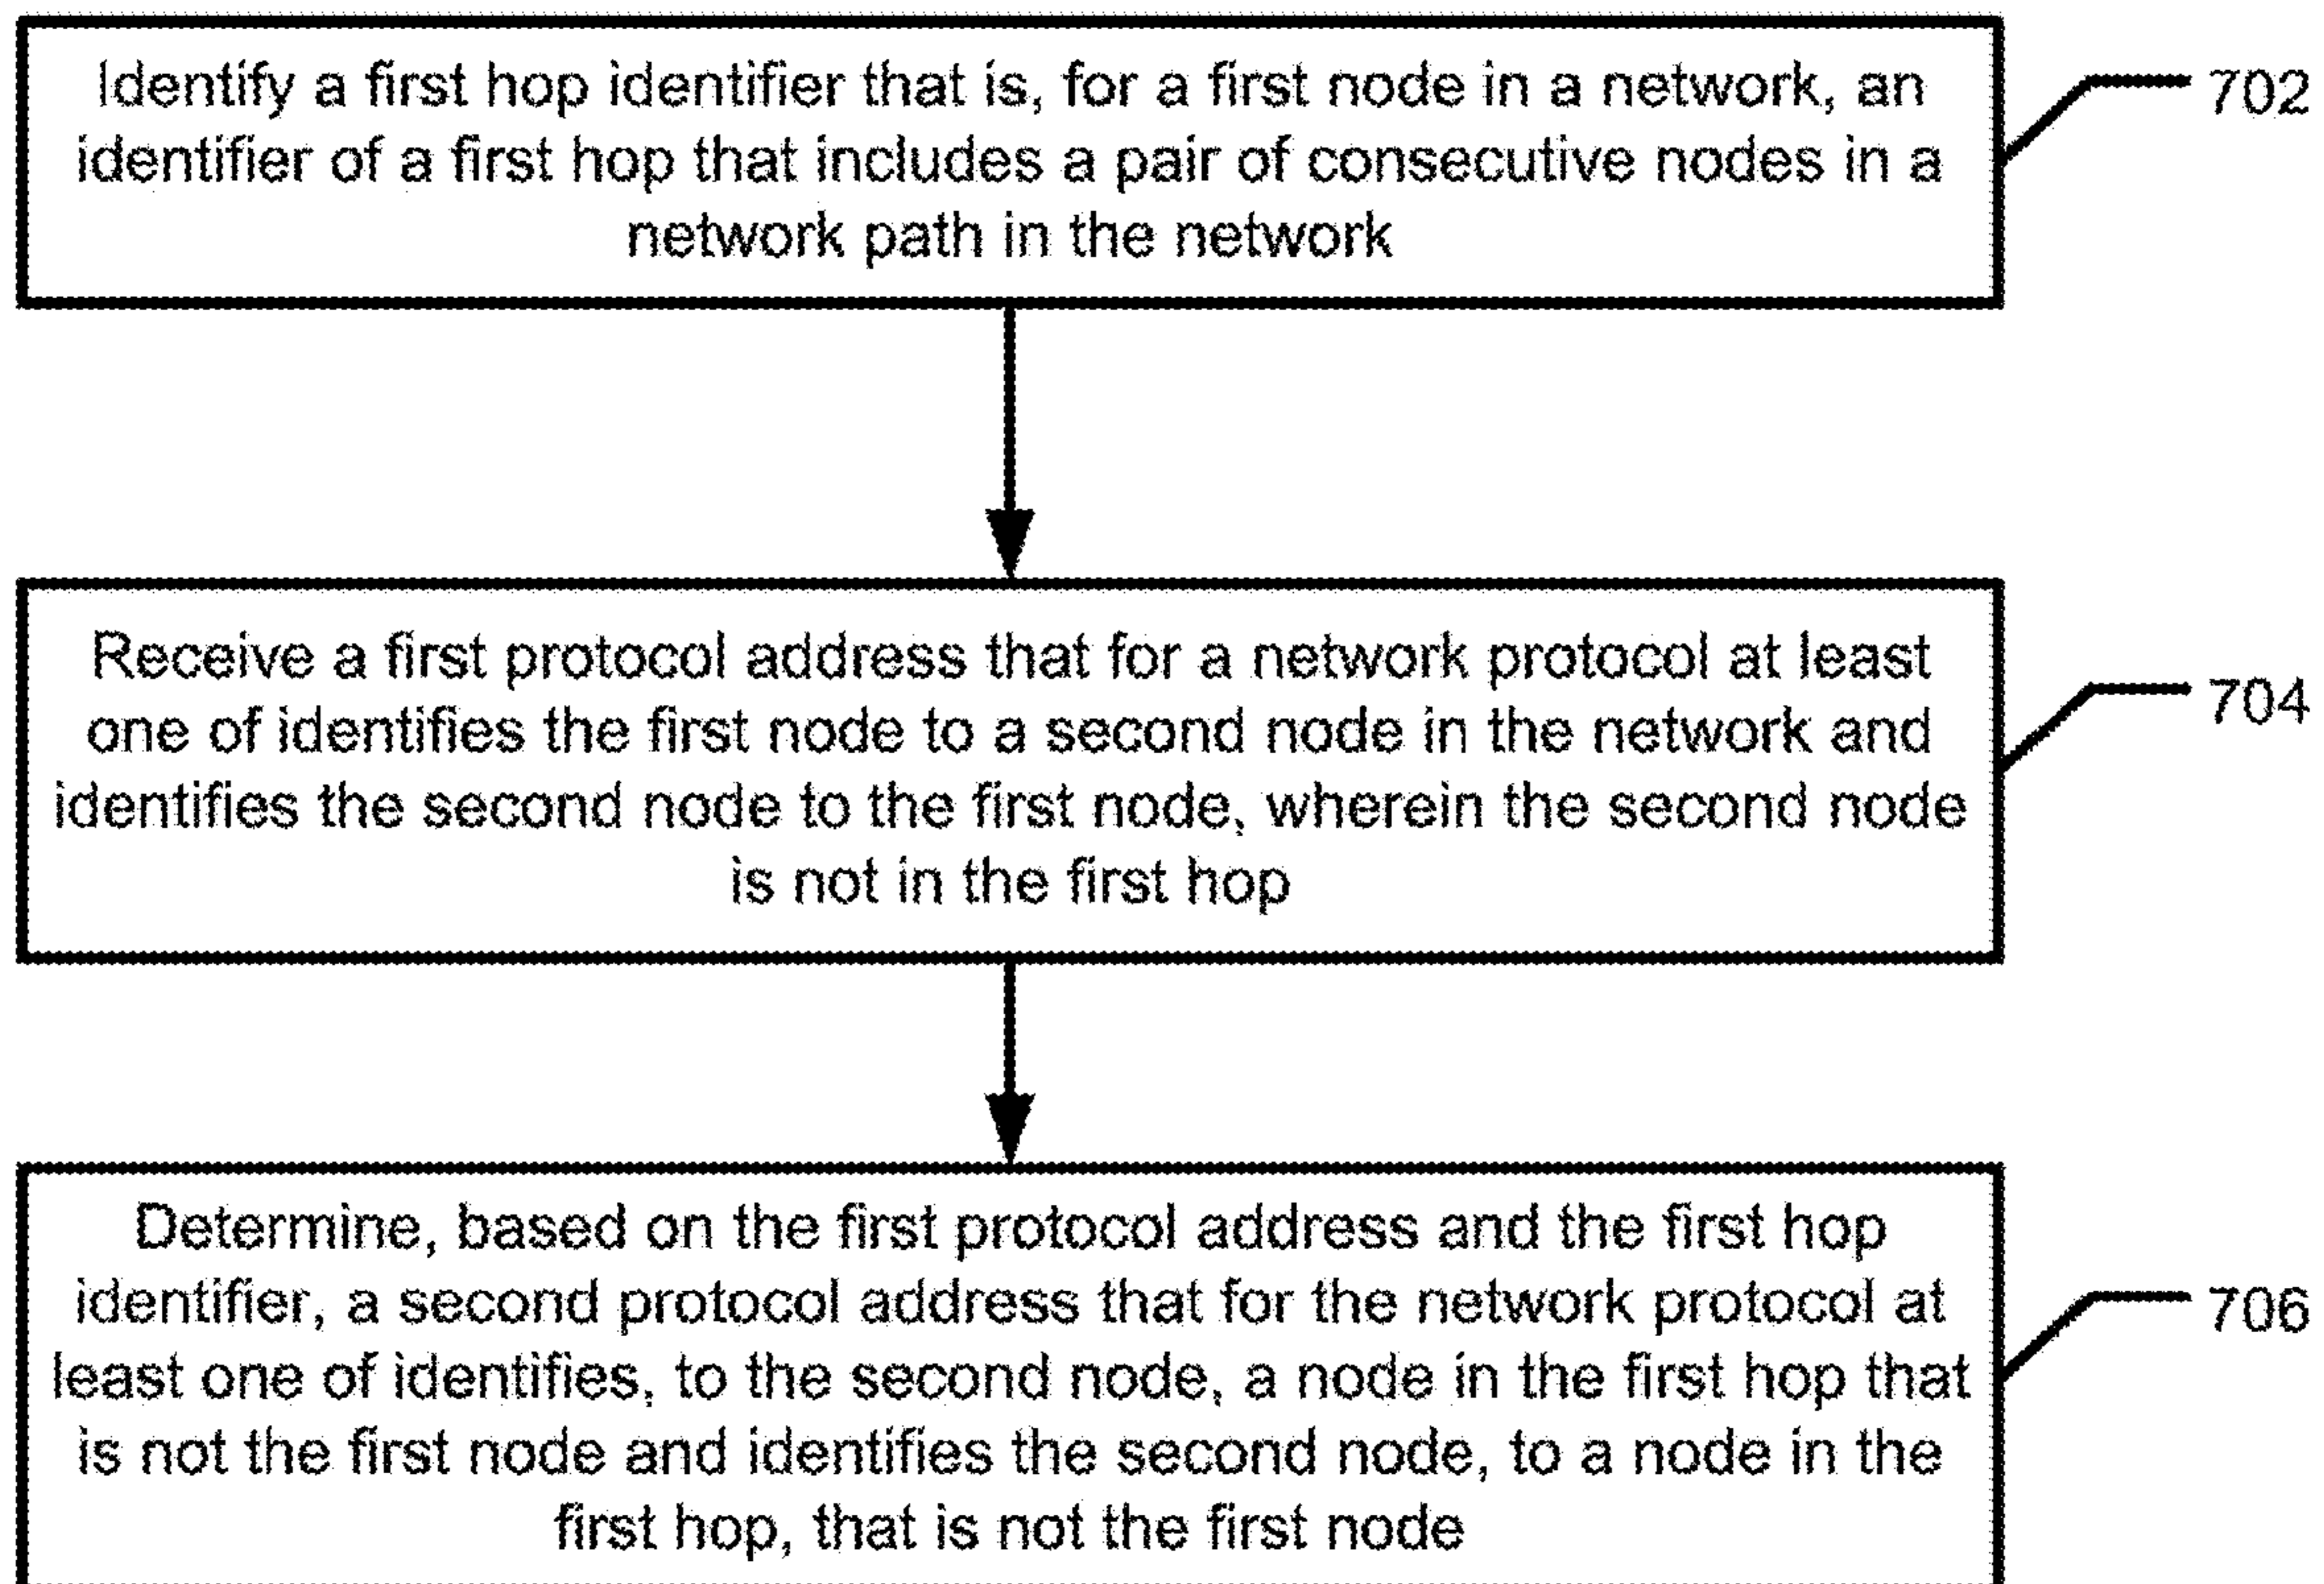 Identify a first hop identifier that is, for a first node in a network, an
identifier of a first hop that includes a pair of consecutive nodes in a
network path in the network
702
Receive a first protocol address that for a network protocol at least
one of identifies the first node to a second node in the network and
identifies the second node to the first node, wherein the second node
is not in the first hop
704
Determine, based on the first protocol address and the first hop
identifier, a second protocol address that for the network protocol at
least one of identifies, to the second node, a node in the first hop that
is not the first node and identifies the second node, to a node in the
first hop, that is not the first node
706